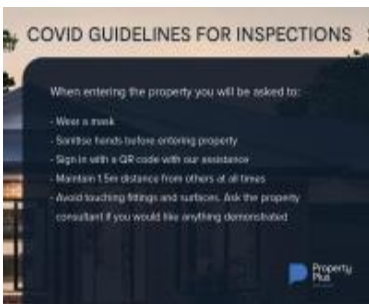 COVID GUIDELINES FOR INSPECTIONS
When entering the property you will be asked to:
- Wear a mask
- Sanitise hands before entering property
- Sign in with a QR code with our assistance
- Maintain 1.5m distance from others at all times
- Avoid touching fittings and surfaces. Ask the property
consultant if you would like anything demonstrated
Property
Plus